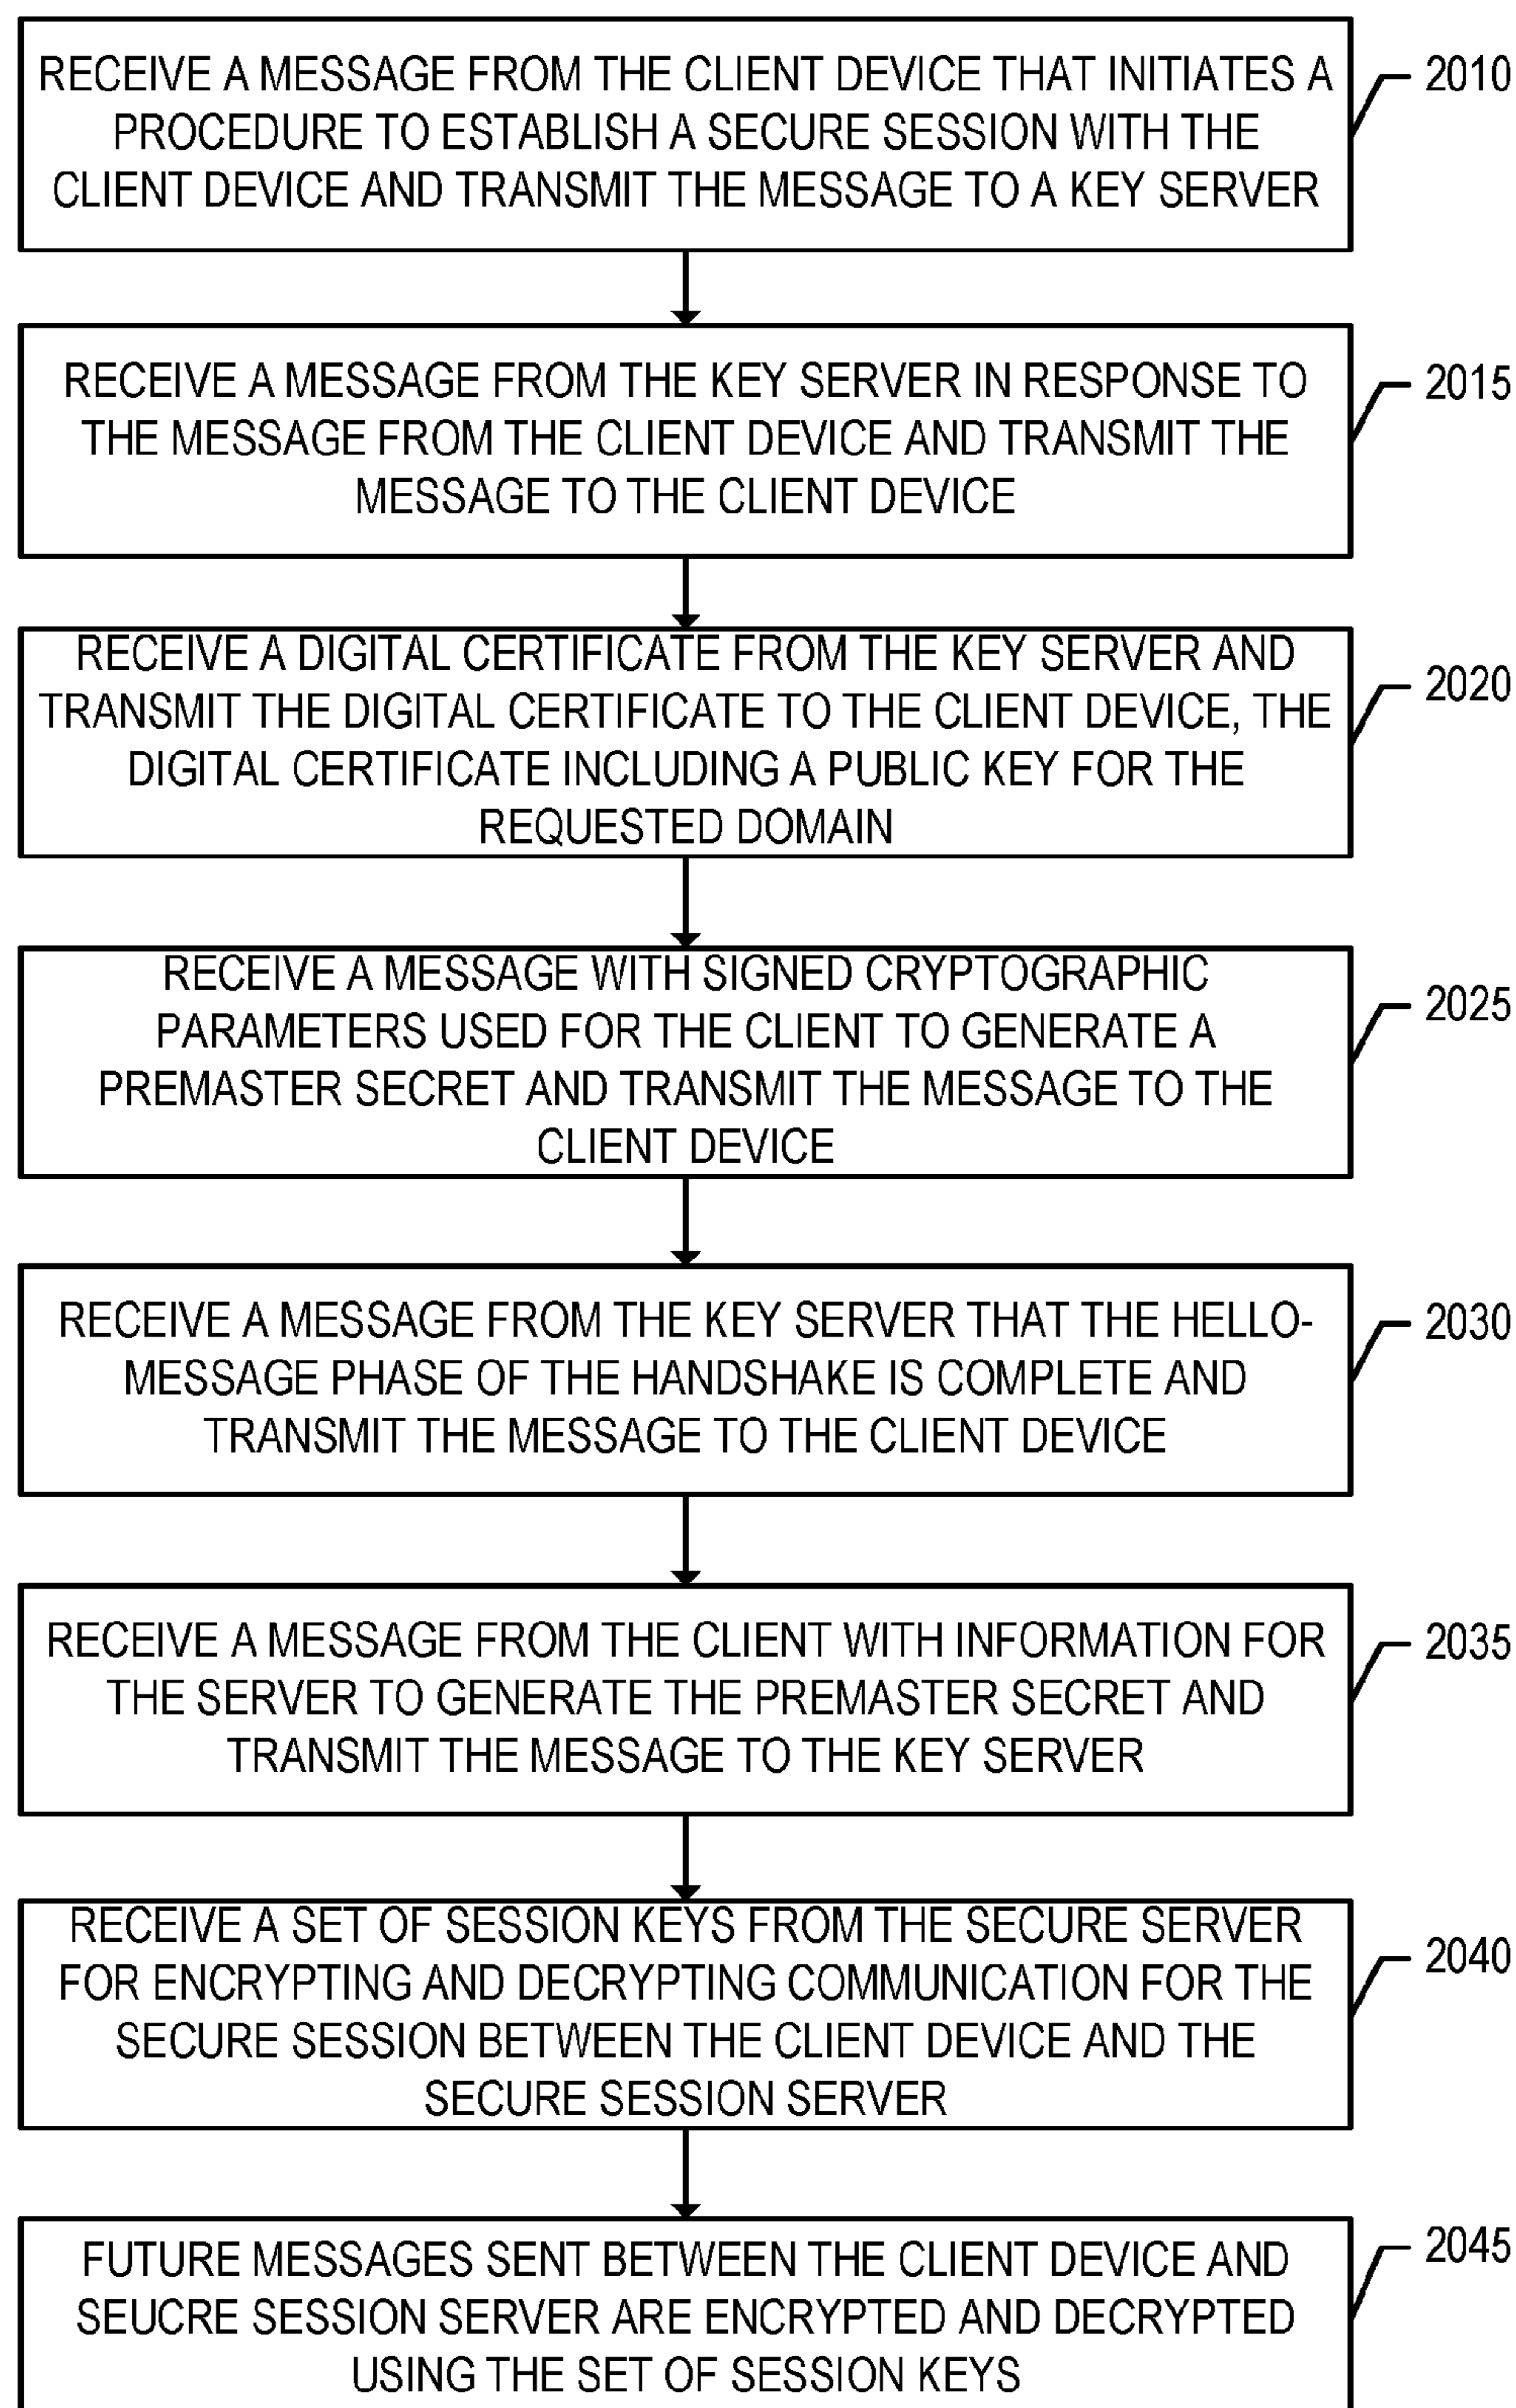 RECEIVE A MESSAGE FROM THE CLIENT DEVICE THAT INITIATES A
PROCEDURE TO ESTABLISH A SECURE SESSION WITH THE
CLIENT DEVICE AND TRANSMIT THE MESSAGE TO A KEY SERVER
2010
RECEIVE A MESSAGE FROM THE KEY SERVER IN RESPONSE TO
THE MESSAGE FROM THE CLIENT DEVICE AND TRANSMIT THE
MESSAGE TO THE CLIENT DEVICE
2015
RECEIVE A DIGITAL CERTIFICATE FROM THE KEY SERVER AND
TRANSMIT THE DIGITAL CERTIFICATE TO THE CLIENT DEVICE, THE
DIGITAL CERTIFICATE INCLUDING A PUBLIC KEY FOR THE
REQUESTED DOMAIN
2020
RECEIVE A MESSAGE WITH SIGNED CRYPTOGRAPHIC
PARAMETERS USED FOR THE CLIENT TO GENERATE A
PREMASTER SECRET AND TRANSMIT THE MESSAGE TO THE
CLIENT DEVICE
2025
RECEIVE A MESSAGE FROM THE KEY SERVER THAT THE HELLO-
MESSAGE PHASE OF THE HANDSHAKE IS COMPLETE AND
TRANSMIT THE MESSAGE TO THE CLIENT DEVICE
2030
RECEIVE A MESSAGE FROM THE CLIENT WITH INFORMATION FOR
THE SERVER TO GENERATE THE PREMASTER SECRET AND
TRANSMIT THE MESSAGE TO THE KEY SERVER
2035
RECEIVE A SET OF SESSION KEYS FROM THE SECURE SERVER
FOR ENCRYPTING AND DECRYPTING COMMUNICATION FOR THE
SECURE SESSION BETWEEN THE CLIENT DEVICE AND THE
SECURE SESSION SERVER
2040
FUTURE MESSAGES SENT BETWEEN THE CLIENT DEVICE AND
SEUCRE SESSION SERVER ARE ENCRYPTED AND DECRYPTED
USING THE SET OF SESSION KEYS
2045